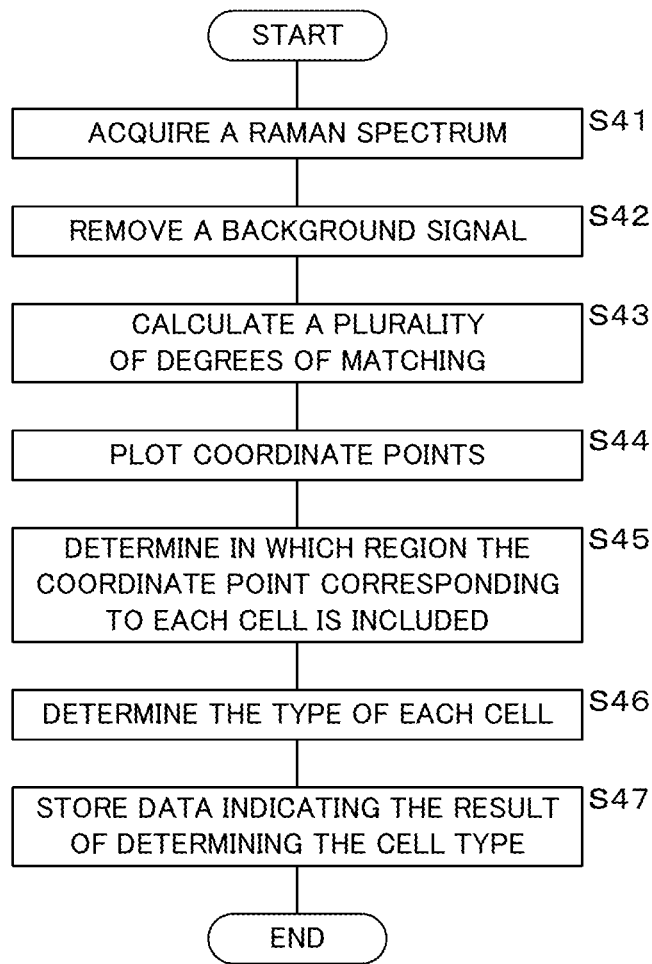 START
ACQUIRE A RAMAN SPECTRUM
S41
REMOVE A BACKGROUND SIGNAL
S42
CALCULATE A PLURALITY
OF DEGREES OF MATCHING
S43
PLOT COORDINATE POINTS
S44
DETERMINE IN WHICH REGION THE
COORDINATE POINT CORRESPONDING
TO EACH CELL IS INCLUDED
S45
DETERMINE THE TYPE OF EACH CELL
S46
STORE DATA INDICATING THE RESULT
OF DETERMINING THE CELL TYPE
S47
END